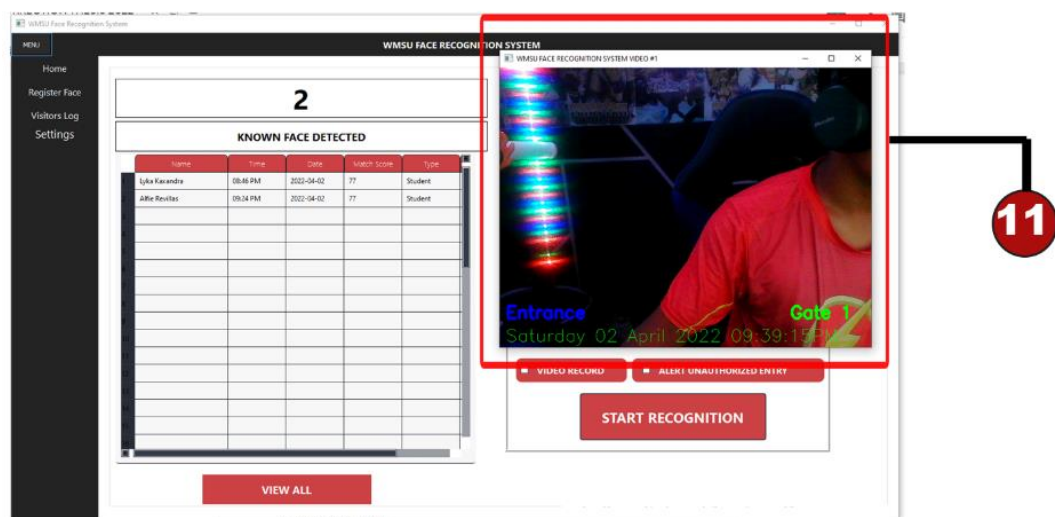 WMSU Face Recognition System
MENU
WMSU FACE RECOGNITION SYSTEM
Home
Register Face
Visitors Log
Settings
2
KNOWN FACE DETECTED
Name Time Date Match Score Type
Lyka Kaxandra 08:46 PM 2022-04-02 77 Student
Alfie Revillas 09:24 PM 2022-04-02 77 Student
VIEW ALL
WMSU FACE RECOGNITION SYSTEM VIDEO #1
Entrance Gate 1
Saturday 02 April 2022 09:39:15PM
VIDEO RECORD ALERT UNAUTHORIZED ENTRY
START RECOGNITION
11